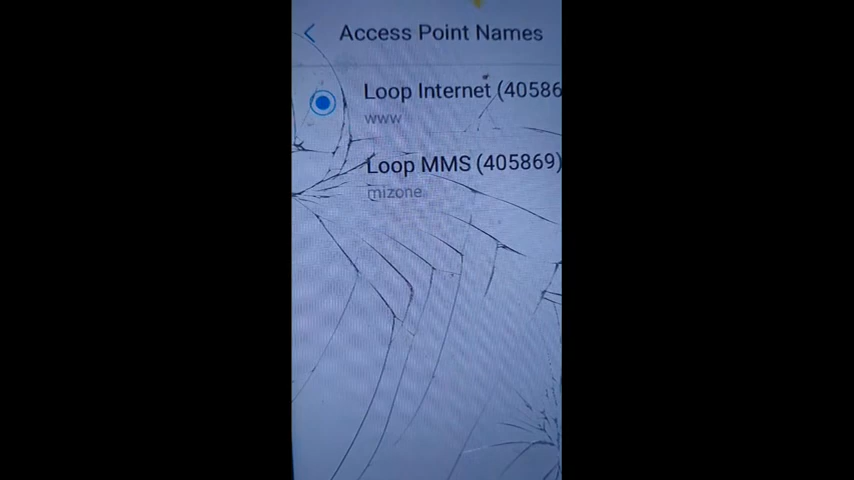 Access Point Names
Loop Internet (40586
www
Loop MMS (405869)
mizone